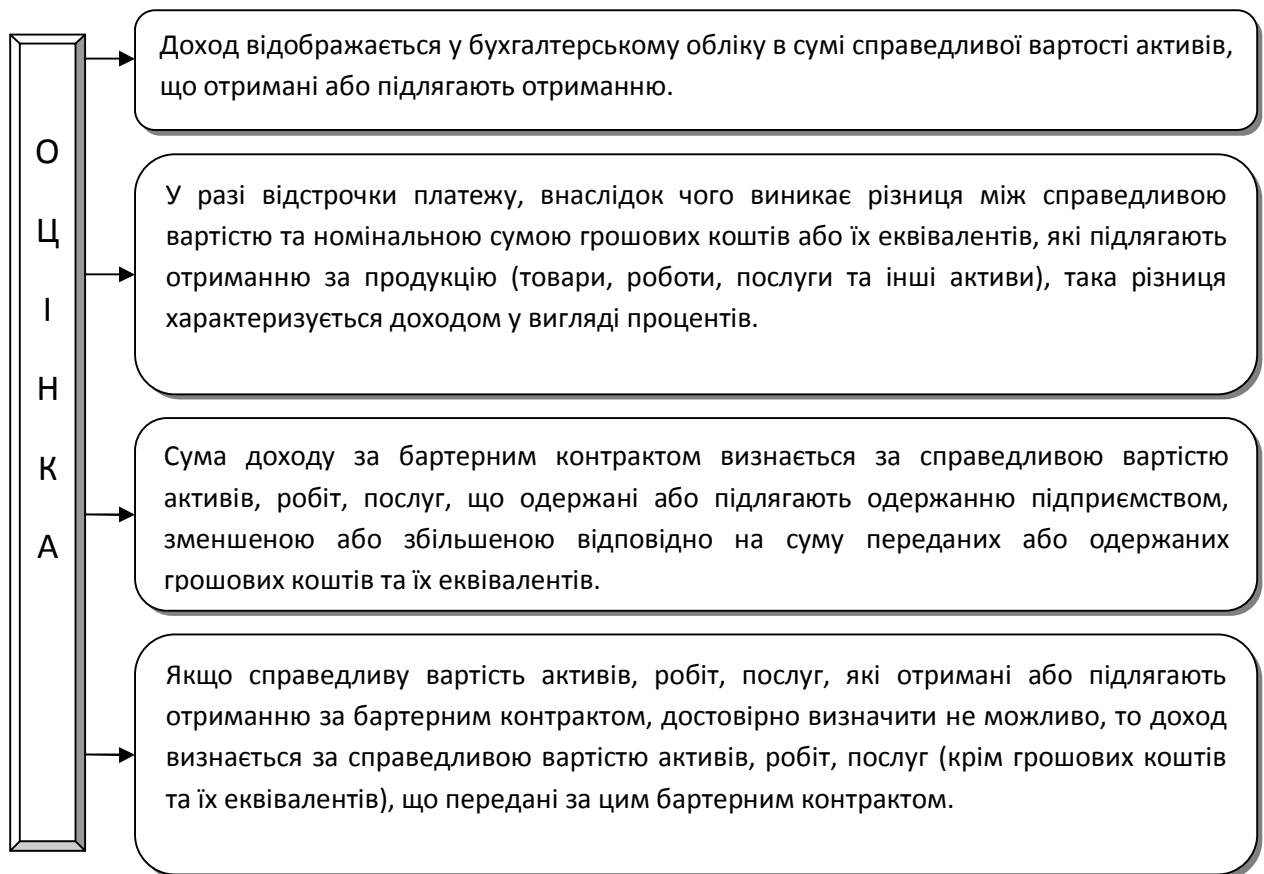 О
Ц
І
Н
К
А
Доход відображається у бухгалтерському обліку в сумі справедливої вартості активів,
що отримані або підлягають отриманню.
У разі відстрочки платежу, внаслідок чого виникає різниця між справедливою
вартістю та номінальною сумою грошових коштів або їх еквівалентів, які підлягають
отриманню за продукцію (товари, роботи, послуги та інші активи), така різниця
характеризується доходом у вигляді процентів.
Сума доходу за бартерним контрактом визнається за справедливою вартістю
активів, робіт, послуг, що одержані або підлягають одержанню підприємством,
зменшеною або збільшеною відповідно на суму переданих або одержаних
грошових коштів та їх еквівалентів.
Якщо справедливу вартість активів, робіт, послуг, які отримані або підлягають
отриманню за бартерним контрактом, достовірно визначити не можливо, то доход
визнається за справедливою вартістю активів, робіт, послуг (крім грошових коштів
та їх еквівалентів), що передані за цим бартерним контрактом.